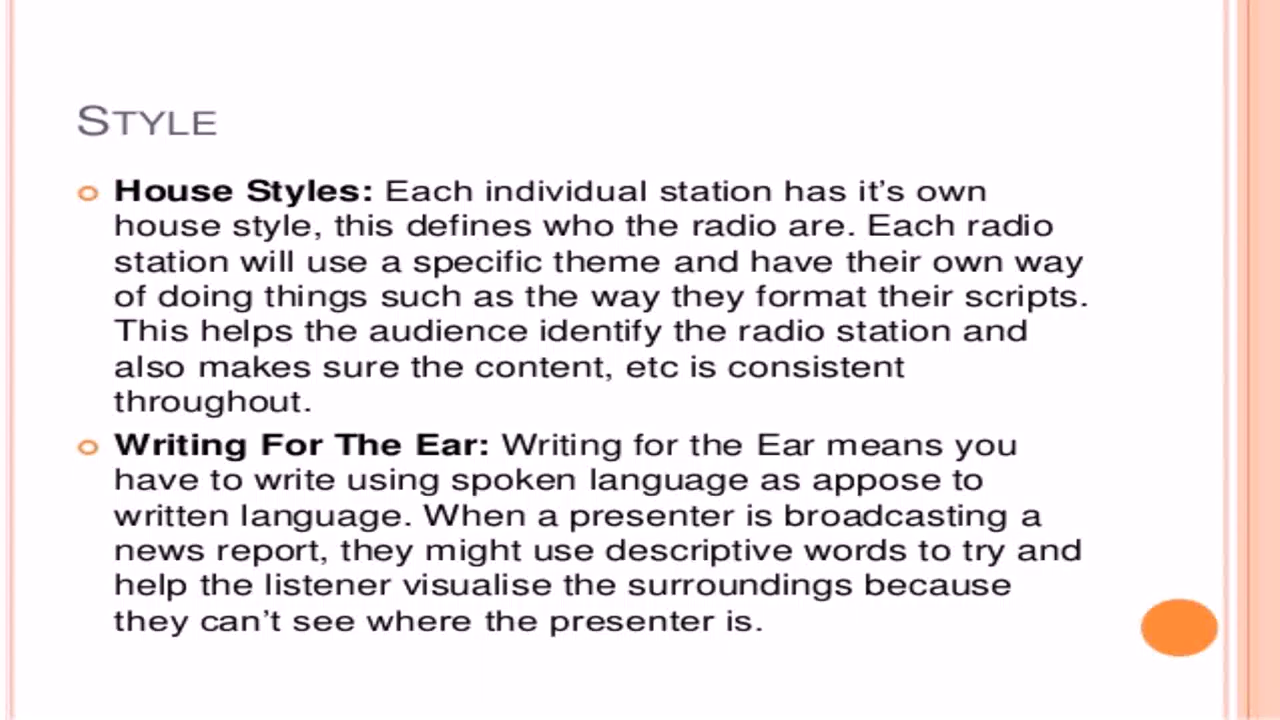 STYLE
House Styles: Each individual station has it’s own
house style, this defines who the radio are. Each radio
station will use a specific theme and have their own way
of doing things such as the way they format their scripts.
This helps the audience identify the radio station and
also makes sure the content, etc is consistent
throughout.
Writing For The Ear: Writing for the Ear means you
have to write using spoken language as appose to
written language. When a presenter is broadcasting a
news report, they might use descriptive words to try and
help the listener visualise the surroundings because
they can’t see where the presenter is.